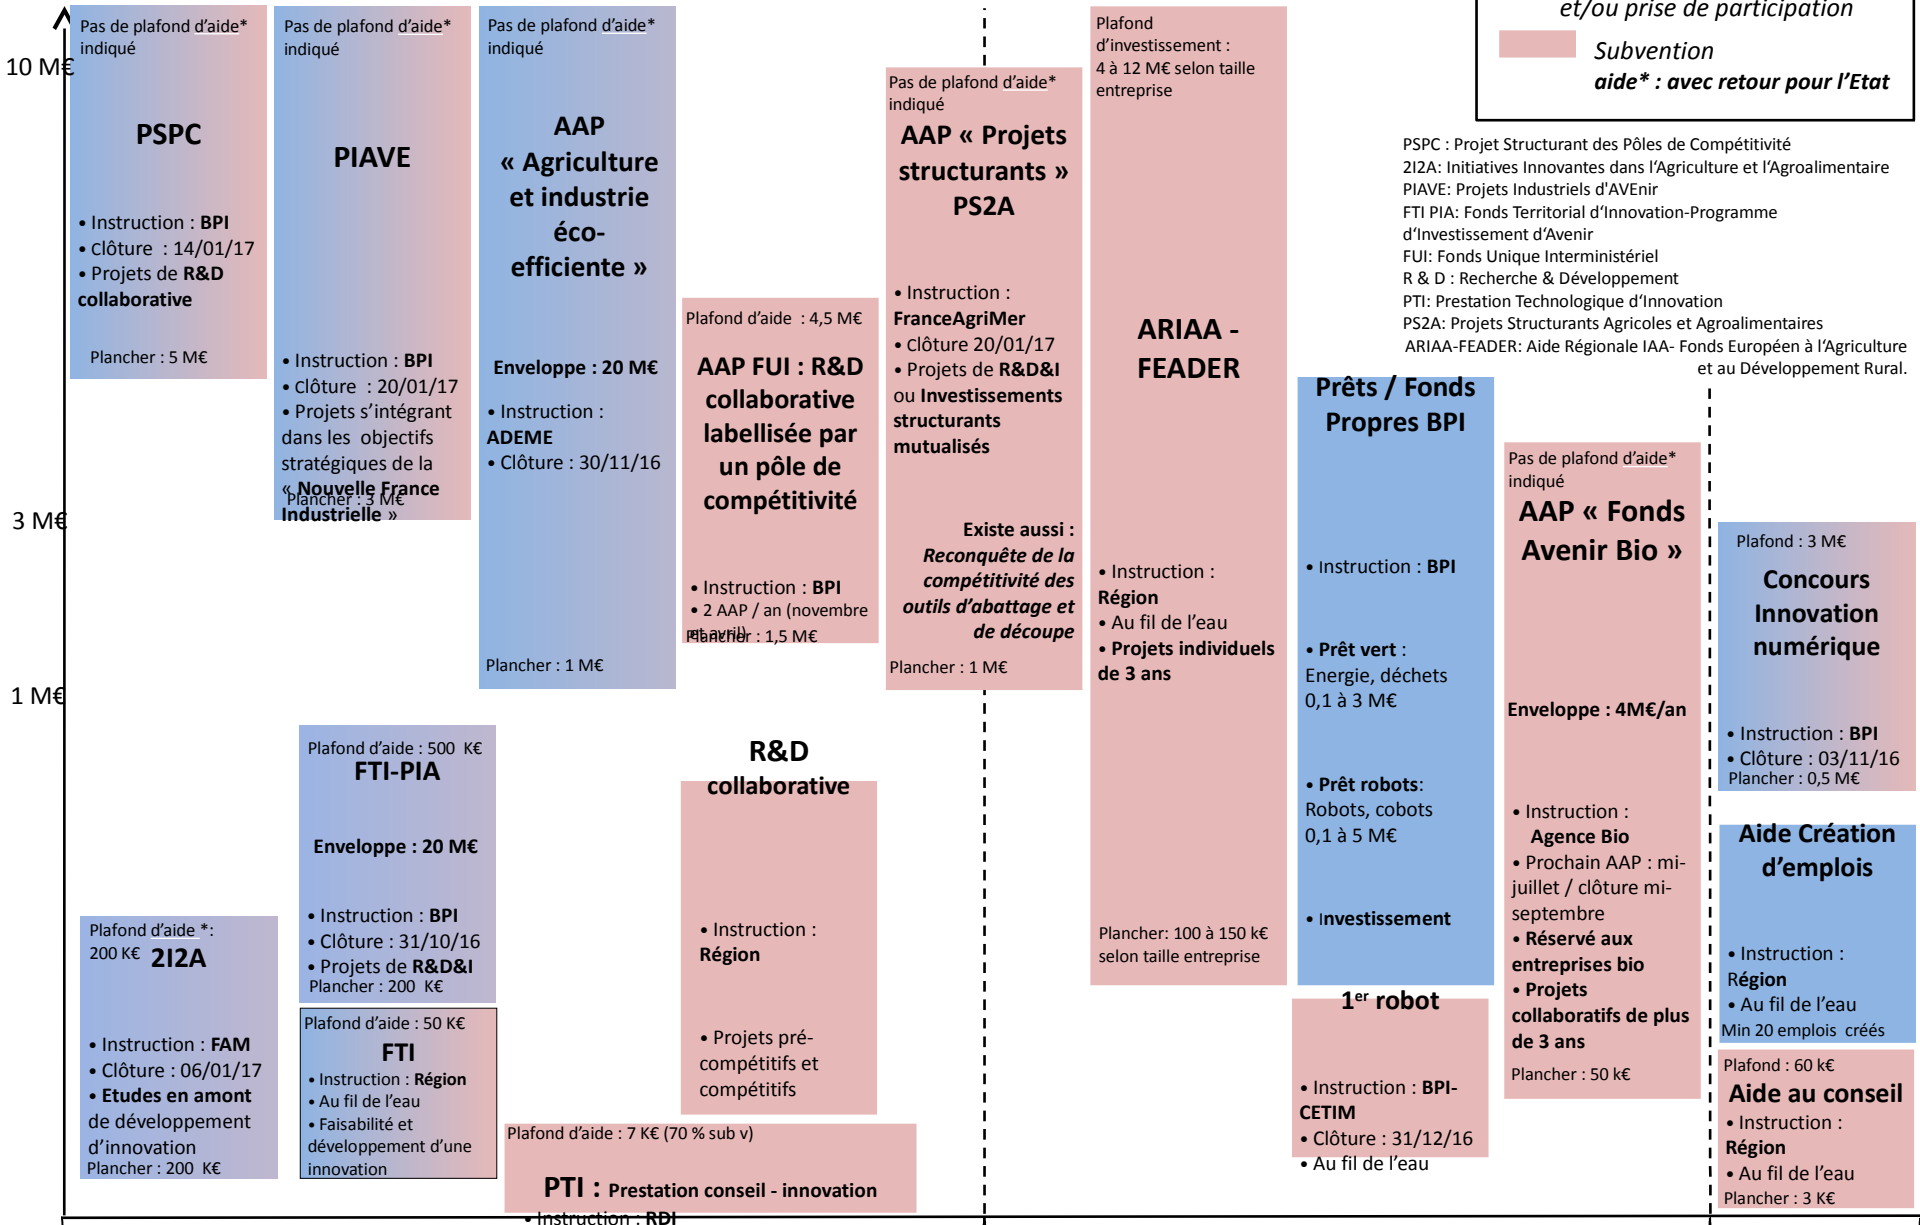 10 M€
3 M€
1 M€
Pas de plafond d'aide*
indiqué
PSPC
• Instruction : BPI
• Clôture : 14/01/17
• Projets de R&D
collaborative
Plancher : 5 M€
Pas de plafond d'aide*
indiqué
PIAVE
• Instruction : BPI
• Clôture : 20/01/17
• Projets s'intégrant
dans les objectifs
stratégiques de la
« Nouvelle France
Industrielle »
Plancher : 3 M€
Pas de plafond d'aide*
indiqué
AAP
« Agriculture
et industrie
éco-
efficiente »
Enveloppe : 20 M€
• Instruction :
ADEME
• Clôture : 30/11/16
Plancher : 1 M€
Plafond d'aide : 4,5 M€
AAP FUI : R&D
collaborative
labellisée par
un pôle de
compétitivité
• Instruction : BPI
• 2 AAP / an (novembre
et avril)
Plancher : 1,5 M€
Pas de plafond d'aide*
indiqué
AAP « Projets
structurants »
PS2A
• Instruction :
FranceAgriMer
• Clôture 20/01/17
• Projets de R&D&I
ou Investissements
structurants
mutualisés
Existe aussi :
Reconquête de la
compétitivité des
outils d'abattage et
de découpe
Plancher : 1 M€
Plafond
d'investissement :
4 à 12 M€ selon taille
entreprise
ARIAA -
FEADER
• Instruction :
Région
• Au fil de l'eau
• Projets individuels
de 3 ans
Plancher: 100 à 150 k€
selon taille entreprise
et/ou prise de participation
Subvention
aide* : avec retour pour l'Etat
PSPC : Projet Structurant des Pôles de Compétitivité
2I2A: Initiatives Innovantes dans l'Agriculture et l'Agroalimentaire
PIAVE: Projets Industriels d'AVEnir
FTI PIA: Fonds Territorial d'Innovation-Programme
d'Investissement d'Avenir
FUI: Fonds Unique Interministériel
R & D : Recherche & Développement
PTI: Prestation Technologique d'Innovation
PS2A: Projets Structurants Agricoles et Agroalimentaires
ARIAA-FEADER: Aide Régionale IAA- Fonds Européen à l'Agriculture
et au Développement Rural.
Prêts / Fonds
Propres BPI
• Instruction : BPI
• Prêt vert :
Energie, déchets
0,1 à 3 M€
• Prêt robots:
Robots, cobots
0,1 à 5 M€
• Investissement
1er robot
• Instruction : BPI-
CETIM
• Clôture : 31/12/16
• Au fil de l'eau
Pas de plafond d'aide*
indiqué
AAP « Fonds
Avenir Bio »
Enveloppe : 4M€/an
• Instruction :
Agence Bio
• Prochain AAP : mi-
juillet / clôture mi-
septembre
• Réservé aux
entreprises bio
• Projets
collaboratifs de plus
de 3 ans
Plancher : 50 k€
Plafond : 3 M€
Concours
Innovation
numérique
• Instruction : BPI
• Clôture : 03/11/16
Plancher : 0,5 M€
Aide Création
d'emplois
• Instruction :
Région
• Au fil de l'eau
Min 20 emplois créés
Plafond : 60 k€
Aide au conseil
• Instruction :
Région
• Au fil de l'eau
Plancher : 3 K€
Plafond d'aide *:
200 K€ 2I2A
• Instruction : FAM
• Clôture : 06/01/17
• Etudes en amont
de développement
d'innovation
Plancher : 200 K€
Plafond d'aide : 500 K€
FTI-PIA
Enveloppe : 20 M€
• Instruction : BPI
• Clôture : 31/10/16
• Projets de R&D&I
Plancher : 200 K€
Plafond d'aide : 50 K€
FTI
• Instruction : Région
• Au fil de l'eau
• Faisabilité et
développement d'une
innovation
R&D
collaborative
• Instruction :
Région
• Projets pré-
compétitifs et
compétitifs
Plafond d'aide : 7 K€ (70 % sub v)
PTI : Prestation conseil - innovation
• Instruction : RDI